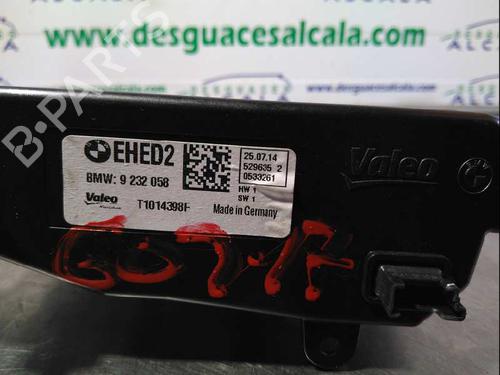 www.desguacesalcala.com
B-PARTS
EHED2
BMW: 9 232 058
Valeo
T1014398F
25.07.14
529635 2
0533261
HW 1
SW 1
Made in Germany
Valeo